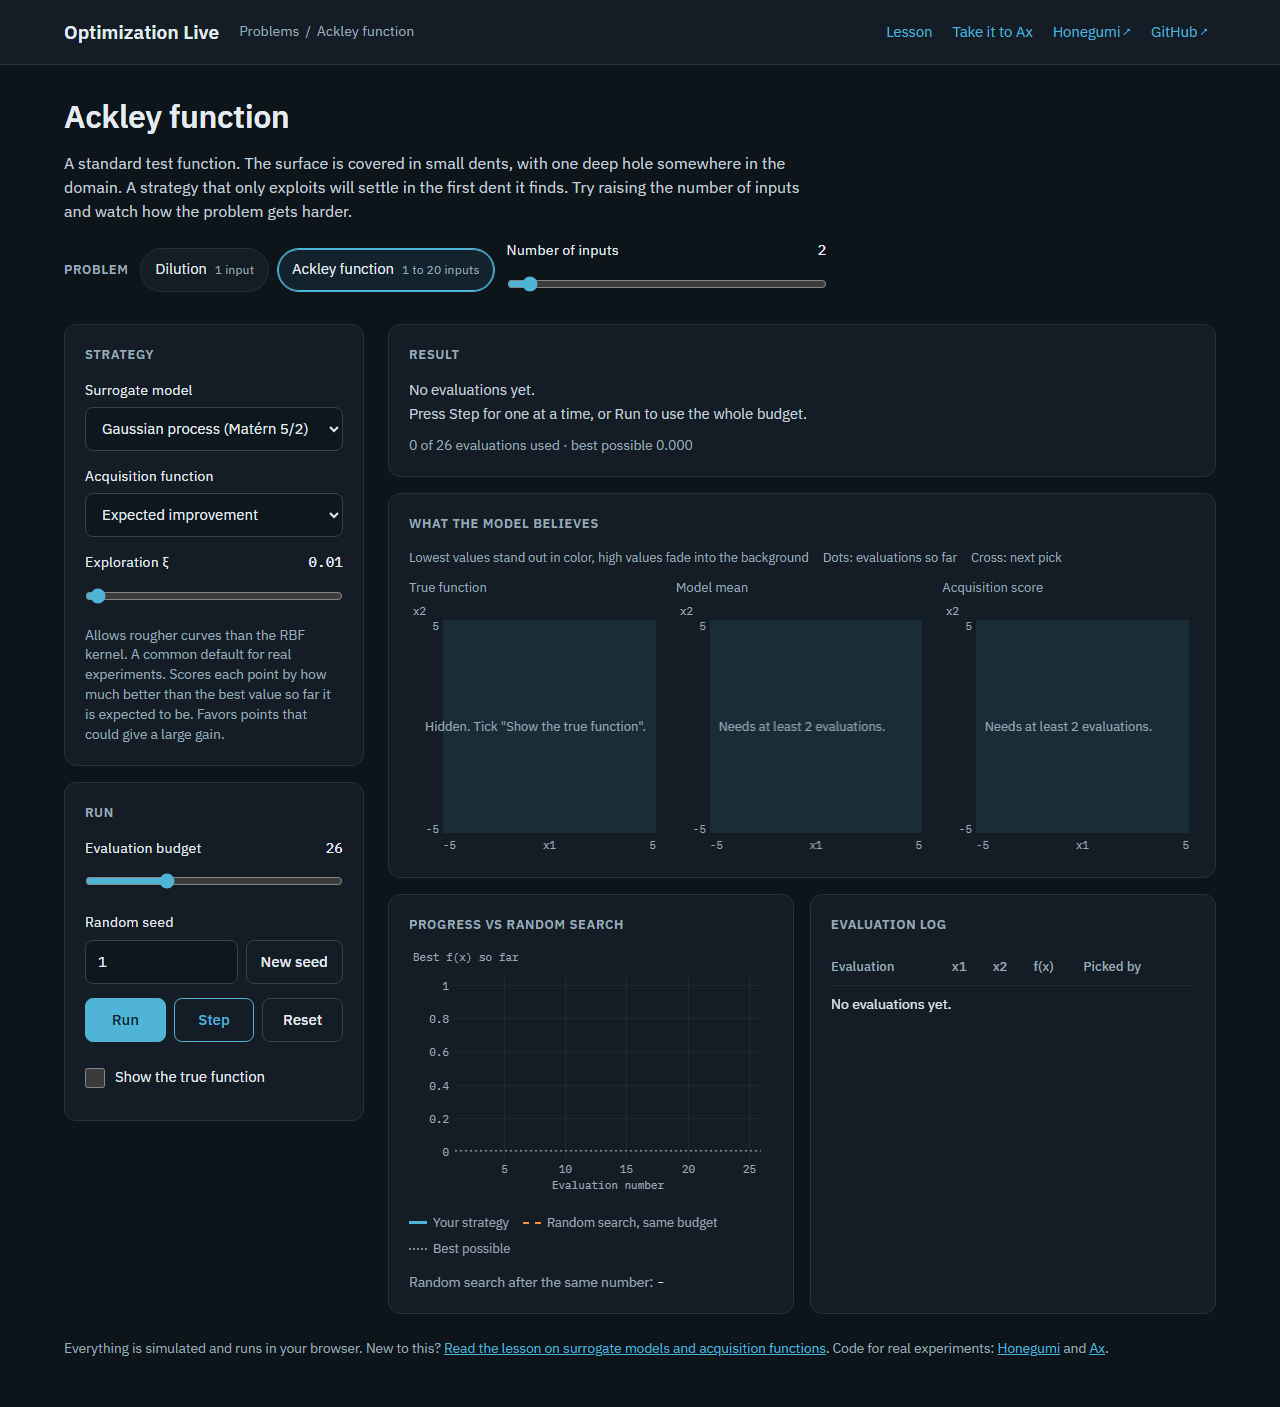 Optimization Live
Problems / Ackley function
Lesson
Take it to Ax
Honegumi↗
GitHub↗
Ackley function
A standard test function. The surface is covered in small dents, with one deep hole somewhere in the
domain. A strategy that only exploits will settle in the first dent it finds. Try raising the number of inputs
and watch how the problem gets harder.
PROBLEM
Dilution 1 input
Ackley function 1 to 20 inputs
Number of inputs 2
STRATEGY
Surrogate model
Gaussian process (Matérn 5/2)
Acquisition function
Expected improvement
Exploration ξ 0.01
Allows rougher curves than the RBF
kernel. A common default for real
experiments. Scores each point by how
much better than the best value so far it
is expected to be. Favors points that
could give a large gain.
RUN
Evaluation budget 26
Random seed
1
New seed
Run
Step
Reset
Show the true function
RESULT
No evaluations yet.
Press Step for one at a time, or Run to use the whole budget.
0 of 26 evaluations used · best possible 0.000
WHAT THE MODEL BELIEVES
Lowest values stand out in color, high values fade into the background Dots: evaluations so far Cross: next pick
True function
x2
5
Hidden. Tick "Show the true function".
-5
-5 x1 5
Model mean
x2
5
Needs at least 2 evaluations.
-5
-5 x1 5
Acquisition score
x2
5
Needs at least 2 evaluations.
-5
-5 x1 5
PROGRESS VS RANDOM SEARCH
Best f(x) so far
1
0.8
0.6
0.4
0.2
0
5 10 15 20 25
Evaluation number
Your strategy
Random search, same budget
Best possible
Random search after the same number: –
EVALUATION LOG
Evaluation x1 x2 f(x) Picked by
No evaluations yet.
Everything is simulated and runs in your browser. New to this? Read the lesson on surrogate models and acquisition functions. Code for real experiments: Honegumi and Ax.